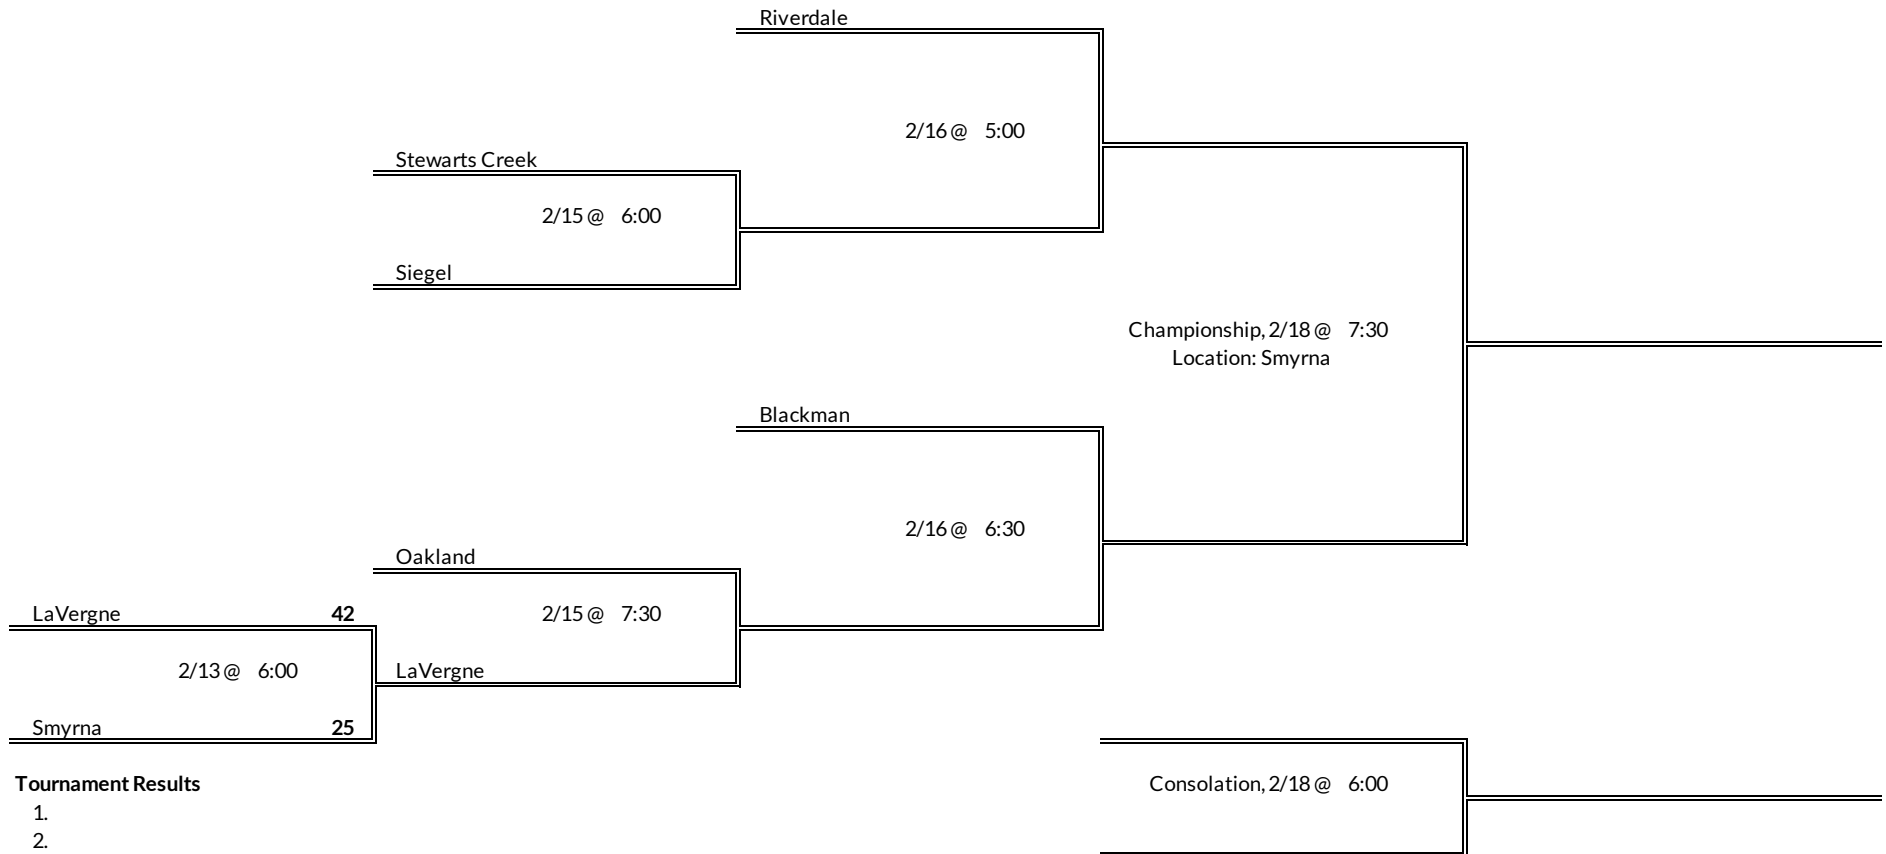 Riverdale
2/16 @ 5:00
Stewarts Creek
2/15 @ 6:00
Siegel
Championship, 2/18 @ 7:30
Location: Smyrna
Blackman
2/16 @ 6:30
Oakland
LaVergne 42
2/15 @ 7:30
2/13 @ 6:00
LaVergne
Smyrna 25
Tournament Results
Consolation, 2/18 @ 6:00
1.
2.